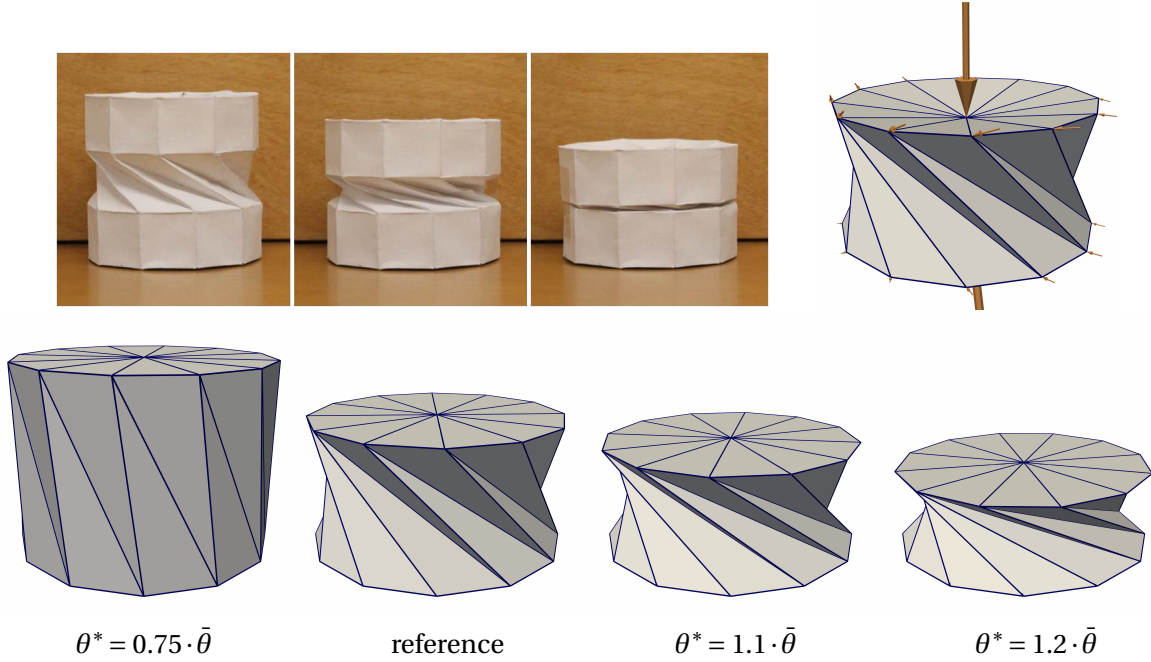 θ* = 0.75 · θ̄
reference
θ* = 1.1 · θ̄
θ* = 1.2 · θ̄